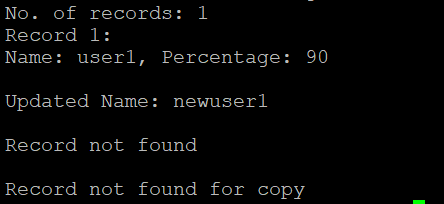 No. of records: 1
Record 1:
Name: user1, Percentage: 90
Updated Name: newuser1
Record not found
Record not found for copy